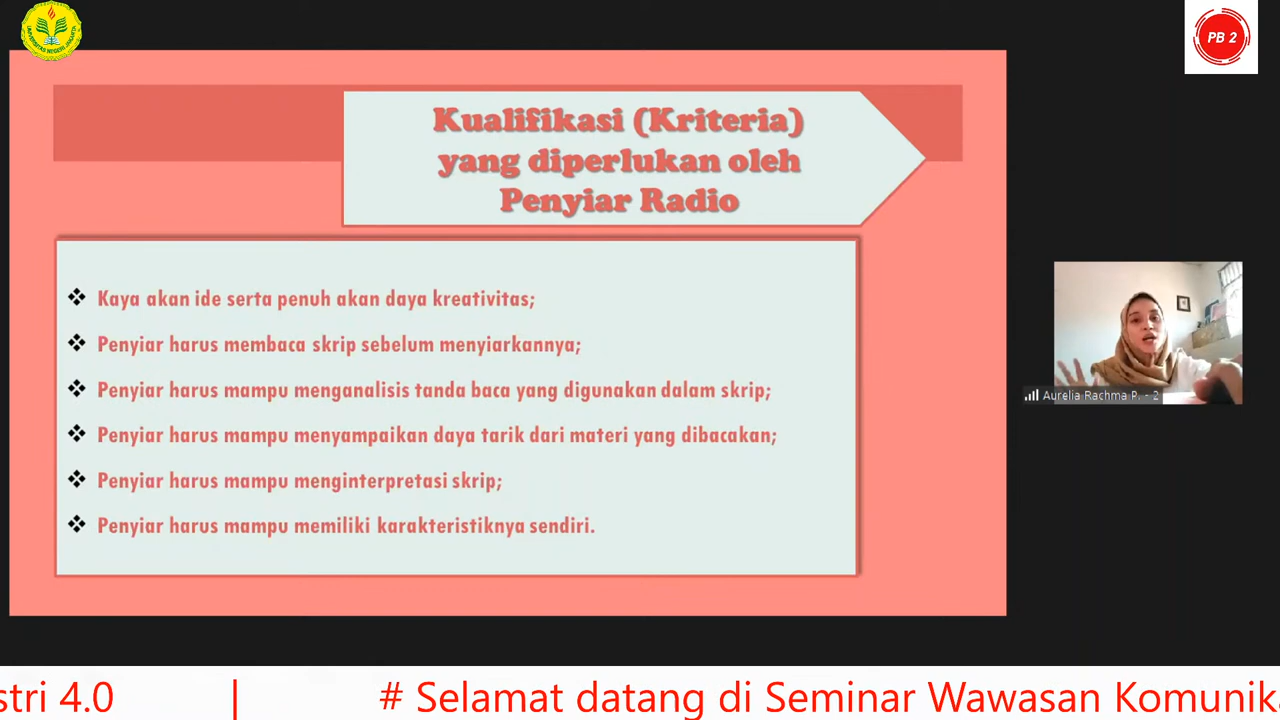 UNIVERSITAS NEGERI JAKARTA
PB 2
Kualifikasi (Kriteria)
yang diperlukan oleh
Penyiar Radio
Kaya akan ide serta penuh akan daya kreativitas;
Penyiar harus membaca skrip sebelum menyiarkannya;
Penyiar harus mampu menganalisis tanda baca yang digunakan dalam skrip;
Penyiar harus mampu menyampaikan daya tarik dari materi yang dibacakan;
Penyiar harus mampu menginterpretasi skrip;
Penyiar harus mampu memiliki karakteristiknya sendiri.
Aurelia Rachma P. - 2
stri 4.0 | # Selamat datang di Seminar Wawasan Komunik